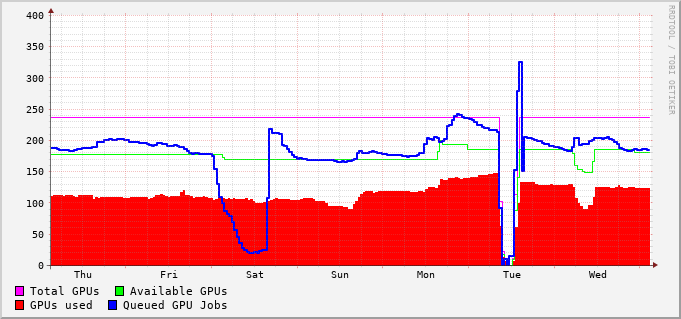 400
350
300
250
200
150
100
50
0
Thu Fri Sat Sun Mon Tue Wed
Total GPUs Available GPUs
GPUs used Queued GPU Jobs
RRDTOOL / TOBI OETIKER